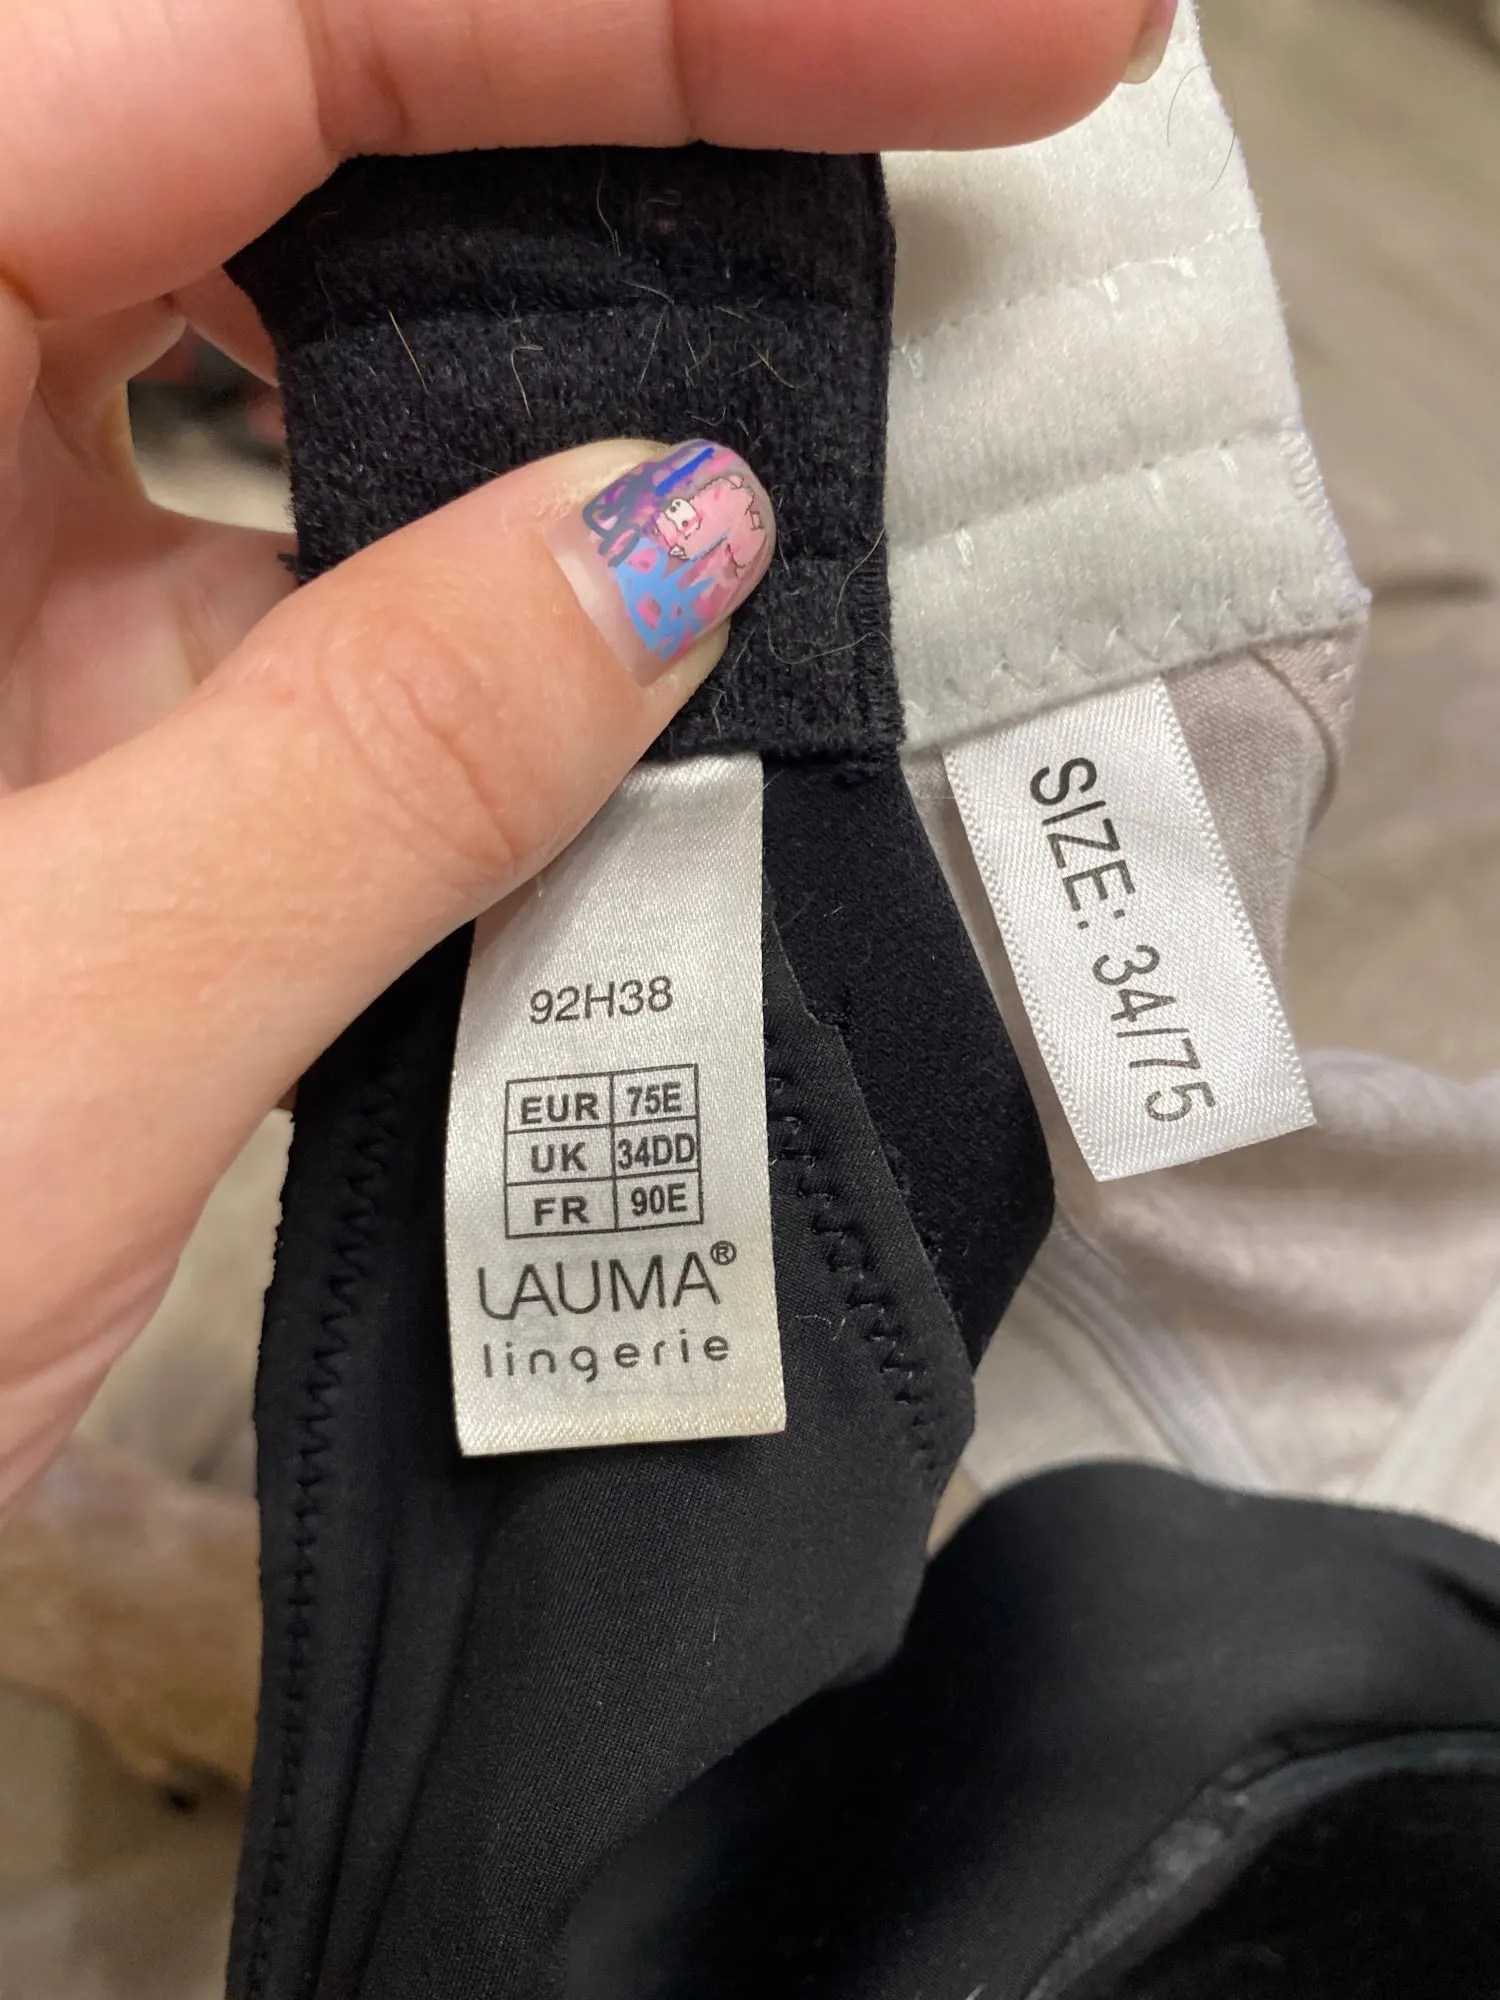 92H38
EUR 75E
UK 34DD
FR 90E
LAUMA®
lingerie
SIZE: 34/75